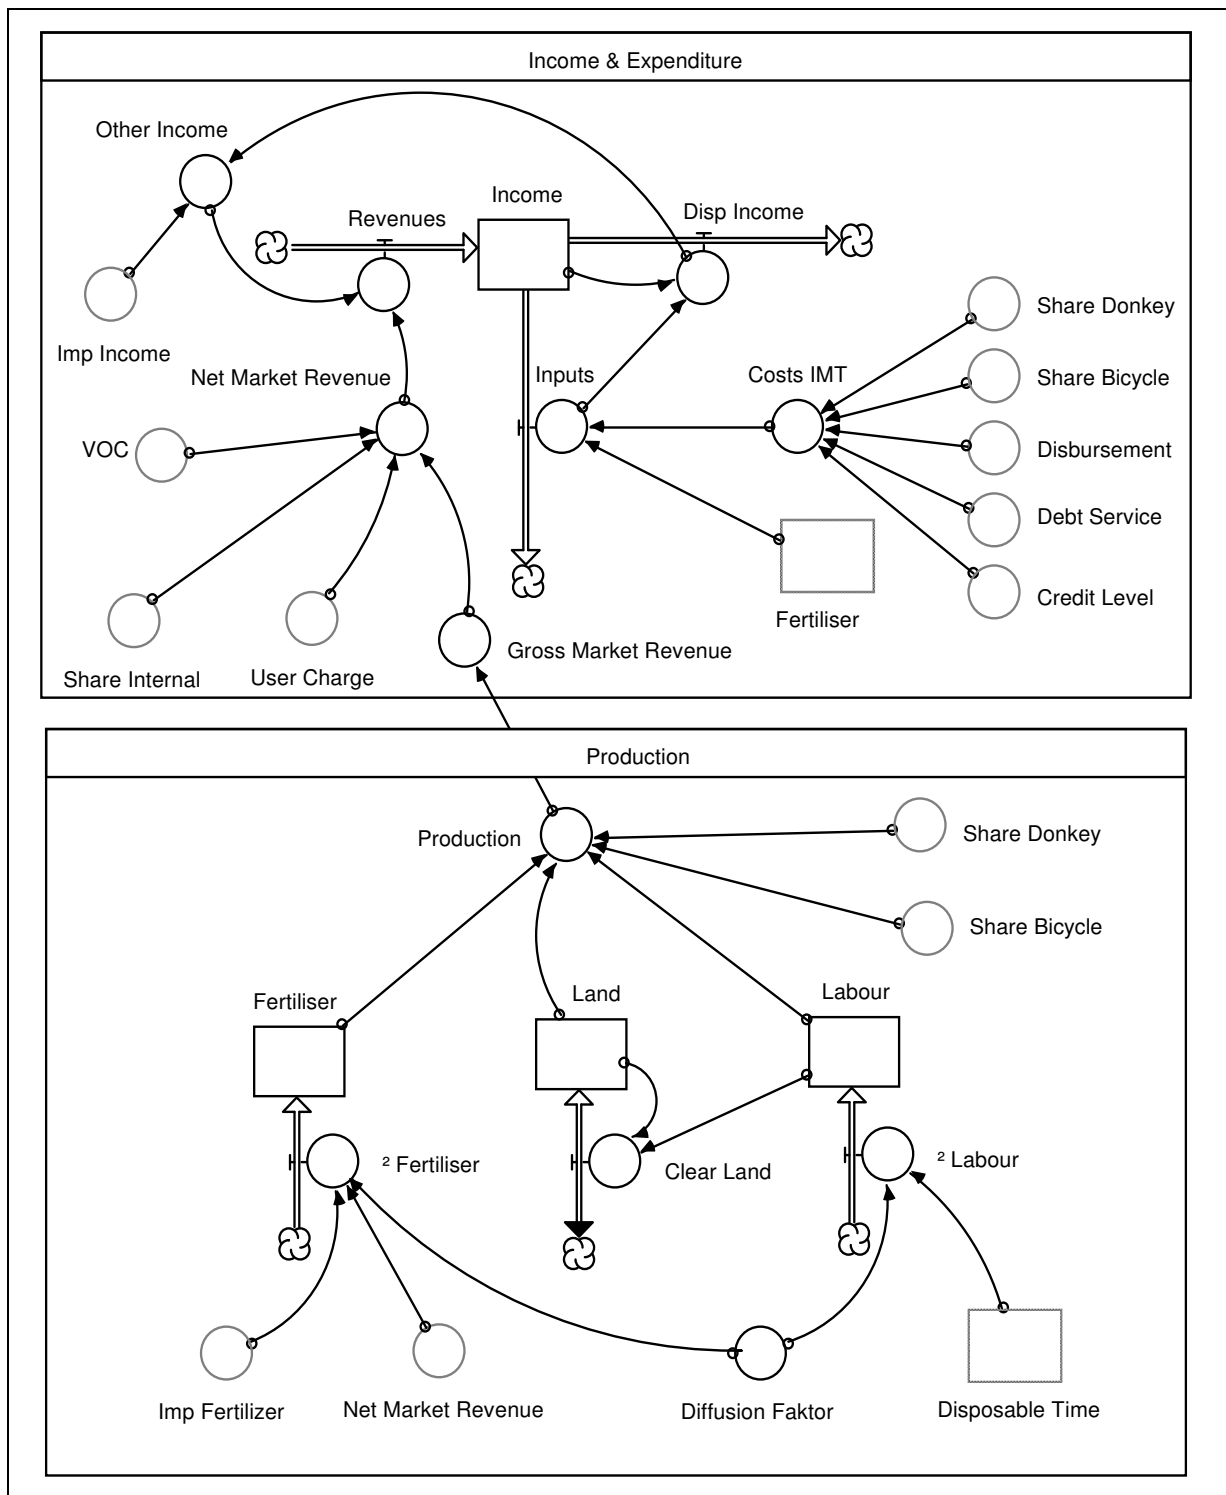 Income & Expenditure
Other Income
Income
Disp Income
Revenues
Share Donkey
Imp Income
Net Market Revenue
Inputs
Costs IMT
Share Bicycle
VOC
Disbursement
Debt Service
Credit Level
Fertiliser
Gross Market Revenue
Share Internal
User Charge
Production
Production
Share Donkey
Share Bicycle
Fertiliser
Land
Labour
² Fertiliser
Clear Land
² Labour
Imp Fertilizer
Net Market Revenue
Diffusion Faktor
Disposable Time